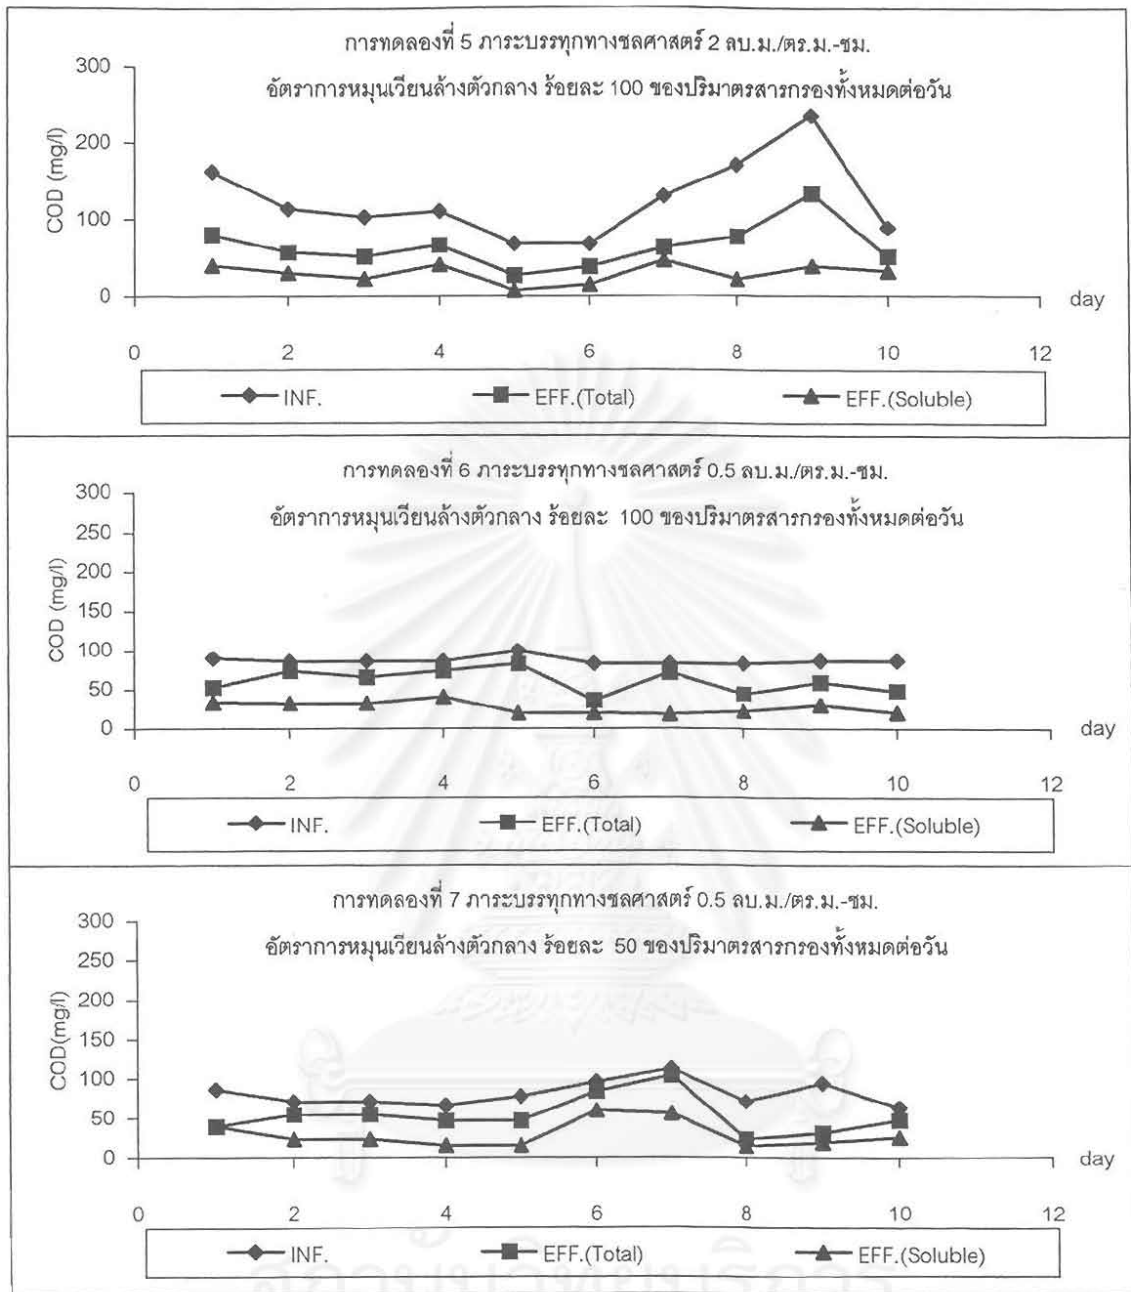 การทดลองที่ 5 ภาระบรรทุกทางชลศาสตร์ 2 ลบ.ม./ตร.ม.-ชม.
อัตราการหมุนเวียนล้างตัวกลาง ร้อยละ 100 ของปริมาตรสารกรองทั้งหมดต่อวัน
COD (mg/l)
300
200
100
0
day
0 2 4 6 8 10 12
INF. EFF.(Total) EFF.(Soluble)
การทดลองที่ 6 ภาระบรรทุกทางชลศาสตร์ 0.5 ลบ.ม./ตร.ม.-ชม.
อัตราการหมุนเวียนล้างตัวกลาง ร้อยละ 100 ของปริมาตรสารกรองทั้งหมดต่อวัน
COD (mg/l)
300
250
200
150
100
50
0
day
0 2 4 6 8 10 12
INF. EFF.(Total) EFF.(Soluble)
การทดลองที่ 7 ภาระบรรทุกทางชลศาสตร์ 0.5 ลบ.ม./ตร.ม.-ชม.
อัตราการหมุนเวียนล้างตัวกลาง ร้อยละ 50 ของปริมาตรสารกรองทั้งหมดต่อวัน
COD(mg/l)
300
250
200
150
100
50
0
day
0 2 4 6 8 10 12
INF. EFF.(Total) EFF.(Soluble)
สถาบันวิทยบริการ